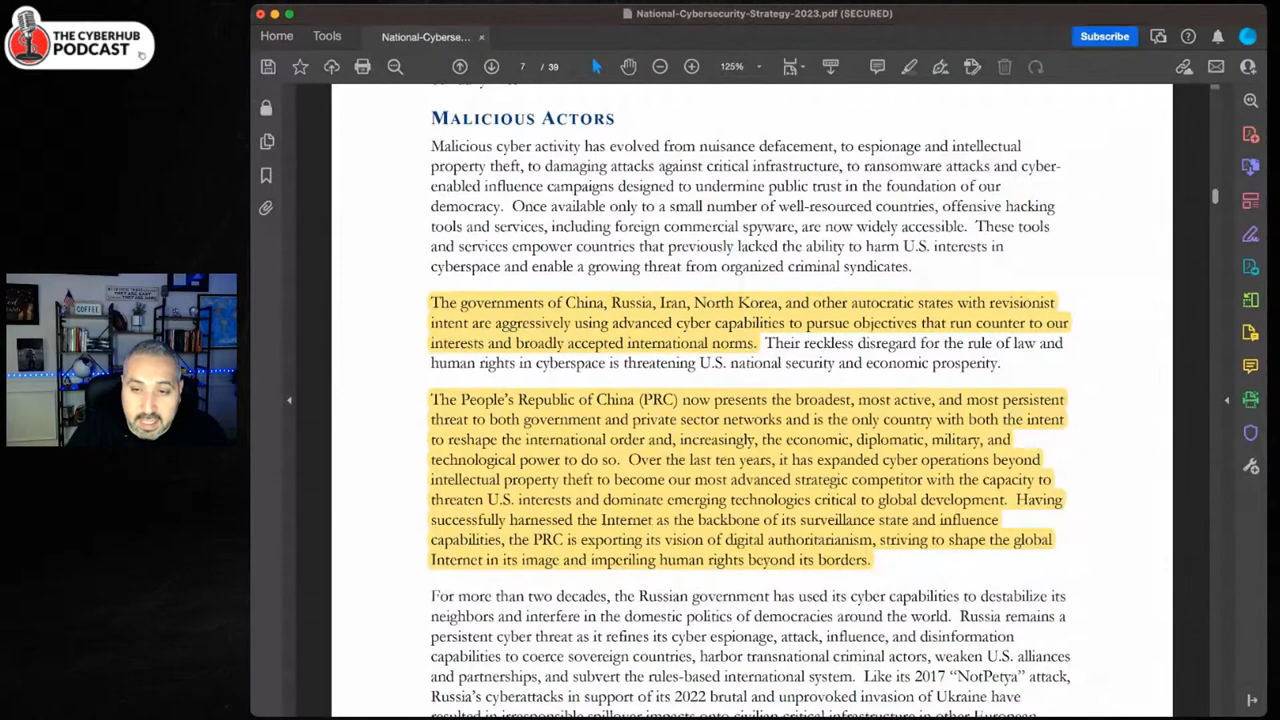 THE CYBERHUB
PODCAST
National-Cybersecurity-Strategy-2023.pdf (SECURED)
Home Tools National-Cyberse... ×
Subscribe
7 / 39
125%
MALICIOUS ACTORS
Malicious cyber activity has evolved from nuisance defacement, to espionage and intellectual
property theft, to damaging attacks against critical infrastructure, to ransomware attacks and cyber-
enabled influence campaigns designed to undermine public trust in the foundation of our
democracy. Once available only to a small number of well-resourced countries, offensive hacking
tools and services, including foreign commercial spyware, are now widely accessible. These tools
and services empower countries that previously lacked the ability to harm U.S. interests in
cyberspace and enable a growing threat from organized criminal syndicates.
The governments of China, Russia, Iran, North Korea, and other autocratic states with revisionist
intent are aggressively using advanced cyber capabilities to pursue objectives that run counter to our
interests and broadly accepted international norms. Their reckless disregard for the rule of law and
human rights in cyberspace is threatening U.S. national security and economic prosperity.
The People's Republic of China (PRC) now presents the broadest, most active, and most persistent
threat to both government and private sector networks and is the only country with both the intent
to reshape the international order and, increasingly, the economic, diplomatic, military, and
technological power to do so. Over the last ten years, it has expanded cyber operations beyond
intellectual property theft to become our most advanced strategic competitor with the capacity to
threaten U.S. interests and dominate emerging technologies critical to global development. Having
successfully harnessed the Internet as the backbone of its surveillance state and influence
capabilities, the PRC is exporting its vision of digital authoritarianism, striving to shape the global
Internet in its image and imperiling human rights beyond its borders.
For more than two decades, the Russian government has used its cyber capabilities to destabilize its
neighbors and interfere in the domestic politics of democracies around the world. Russia remains a
persistent cyber threat as it refines its cyber espionage, attack, influence, and disinformation
capabilities to coerce sovereign countries, harbor transnational criminal actors, weaken U.S. alliances
and partnerships, and subvert the rules-based international system. Like its 2017 “NotPetya” attack,
Russia's cyberattacks in support of its 2022 brutal and unprovoked invasion of Ukraine have
resulted in irresponsible spillover impacts onto civilian critical infrastructure in other European
COFFEE